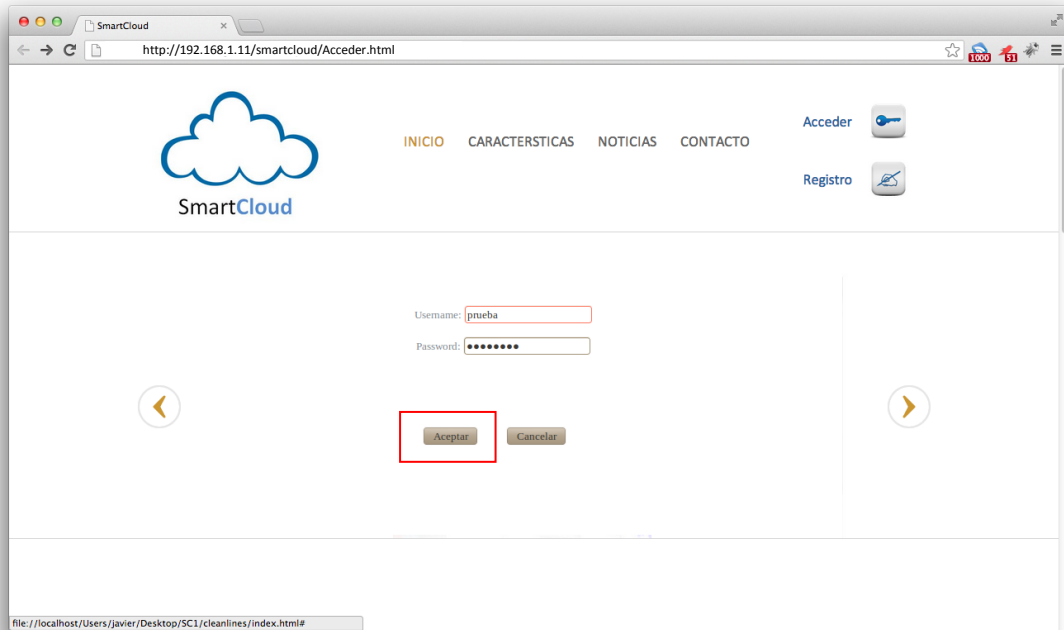 SmartCloud
http://192.168.1.11/smartcloud/Acceder.html
1000
51
SmartCloud
INICIO CARACTERSTICAS NOTICIAS CONTACTO
Acceder
Registro
Username: prueba
Password: ••••••••
Aceptar Cancelar
file://localhost/Users/javier/Desktop/SC1/cleanlines/index.html#